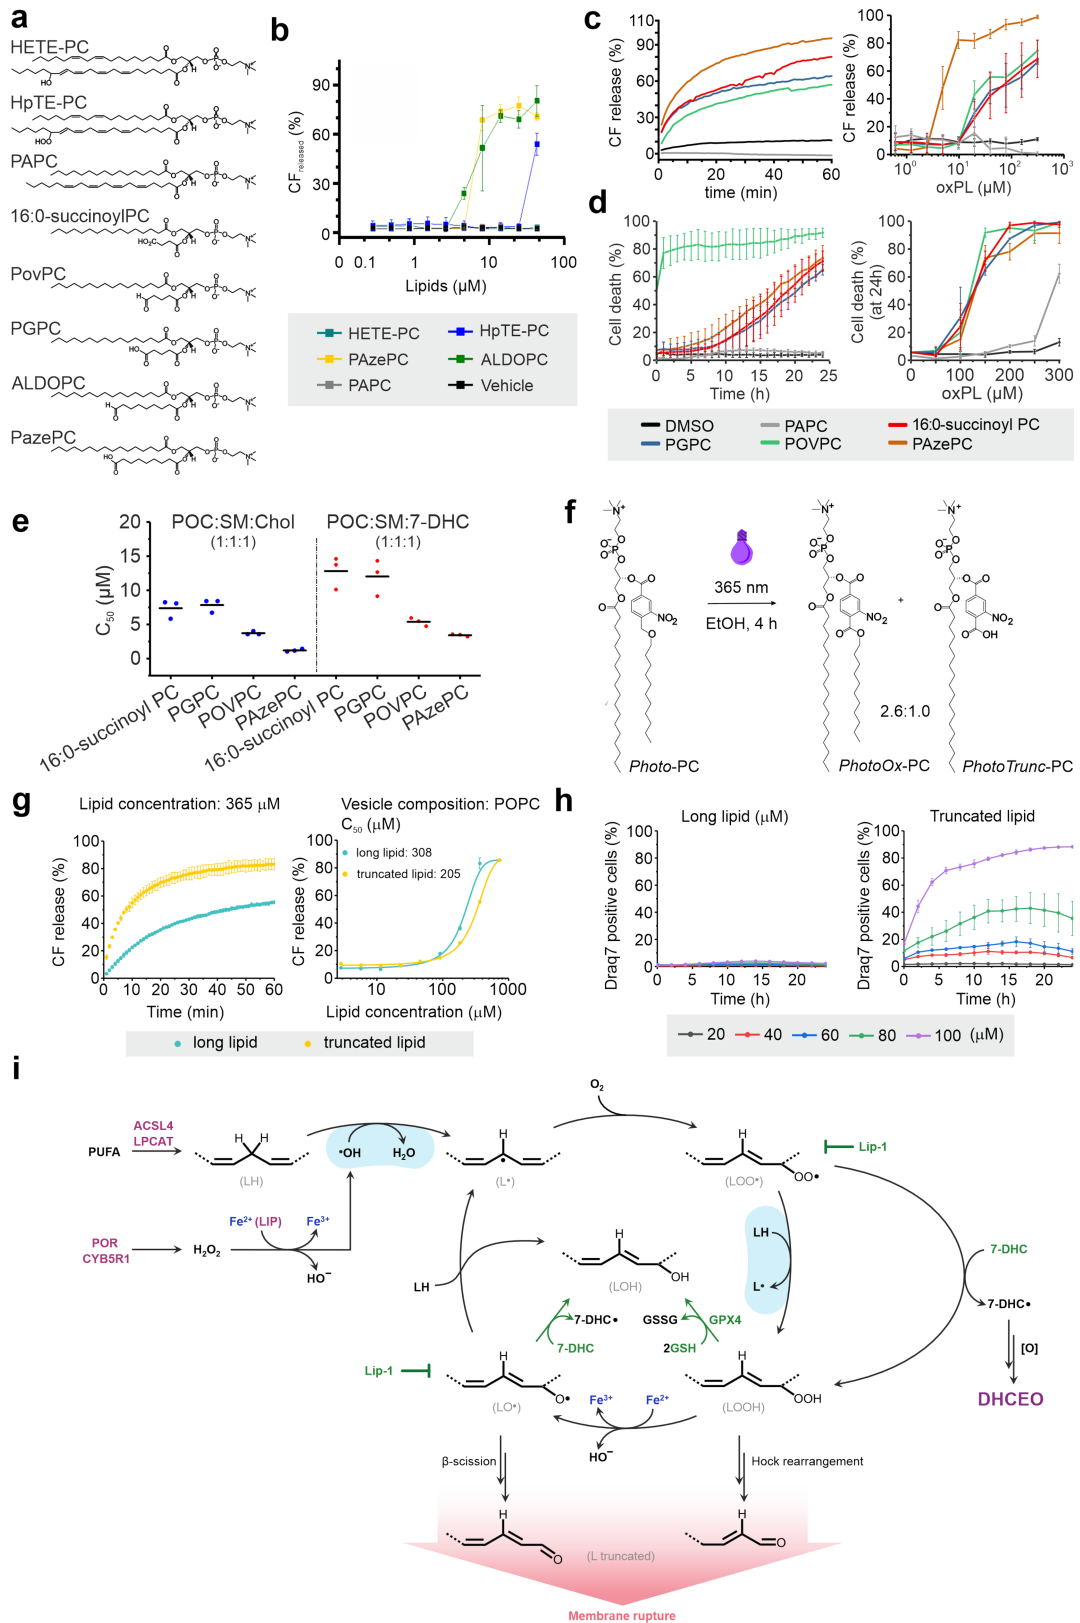 a
HETE-PC
HpTE-PC
PAPC
16:0-succinoylPC
PovPC
PGPC
ALDOPC
PazePC
b
CFreleased (%)
90
60
30
0
0.1
1
10
100
Lipids (µM)
HETE-PC
HpTE-PC
PAzePC
ALDOPC
PAPC
Vehicle
c
CF release (%)
110
90
70
50
30
0
0 10 20 30 40 50 60
time (min)
CF release (%)
100
80
60
40
20
0
10⁰ 10¹ 10² 10³
oxPL (µM)
d
Cell death (%)
100
80
60
40
20
0
0 5 10 15 20 25
Time (h)
Cell death (%)
(at 24h)
100
80
60
40
20
0
0 100 200 300
oxPL (µM)
DMSO
PAPC
16:0-succinoyl PC
PGPC
POVPC
PAzePC
e
POC:SM:Chol
(1:1:1)
POC:SM:7-DHC
(1:1:1)
C50 (µM)
20
15
10
5
0
16:0-succinoyl PC
PGPC
POVPC
PAzePC
16:0-succinoyl PC
PGPC
POVPC
PAzePC
f
365 nm
EtOH, 4 h
+
NO₂
NO₂
NO₂
OH
2.6:1.0
Photo-PC
PhotoOx-PC
PhotoTrunc-PC
g
Lipid concentration: 365 µM
CF release (%)
100
80
60
40
20
0
0 10 20 30 40 50 60
Time (min)
Vesicle composition: POPC
C50 (µM)
long lipid: 308
truncated lipid: 205
CF release (%)
100
80
60
40
20
0
10 100 1000
Lipid concentration (µM)
long lipid
truncated lipid
h
Long lipid (µM)
Draq7 positive cells (%)
100
80
60
40
20
0
0 5 10 15 20
Time (h)
Truncated lipid
Draq7 positive cells (%)
100
80
60
40
20
0
0 5 10 15 20
Time (h)
20 40 60 80 100 (µM)
i
PUFA
ACSL4
LPCAT
H H
(LH)
•OH
H₂O
H
(L•)
O₂
H
OO•
(LOO•)
Lip-1
POR
CYB5R1
H₂O₂
Fe²⁺ (LIP)
Fe³⁺
HO⁻
LH
H
OH
(LOH)
LH
L•
7-DHC
7-DHC•
[O]
DHCEO
7-DHC•
7-DHC
GSSG
GPX4
2GSH
Lip-1
H
O•
(LO•)
Fe³⁺
Fe²⁺
HO⁻
H
OOH
(LOOH)
β-scission
Hock rearrangement
H
O
(L truncated)
H
O
Membrane rupture